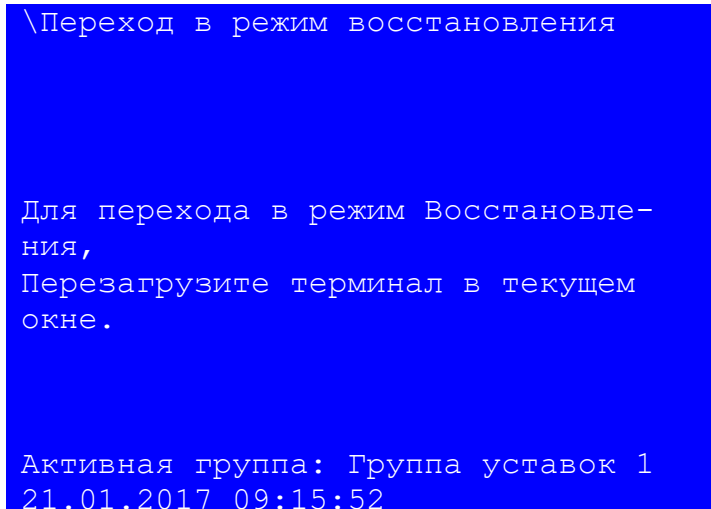 \Переход в режим восстановления
Для перехода в режим Восстановле-
ния,
Перезагрузите терминал в текущем
окне.
Активная группа: Группа уставок 1
21.01.2017 09:15:52